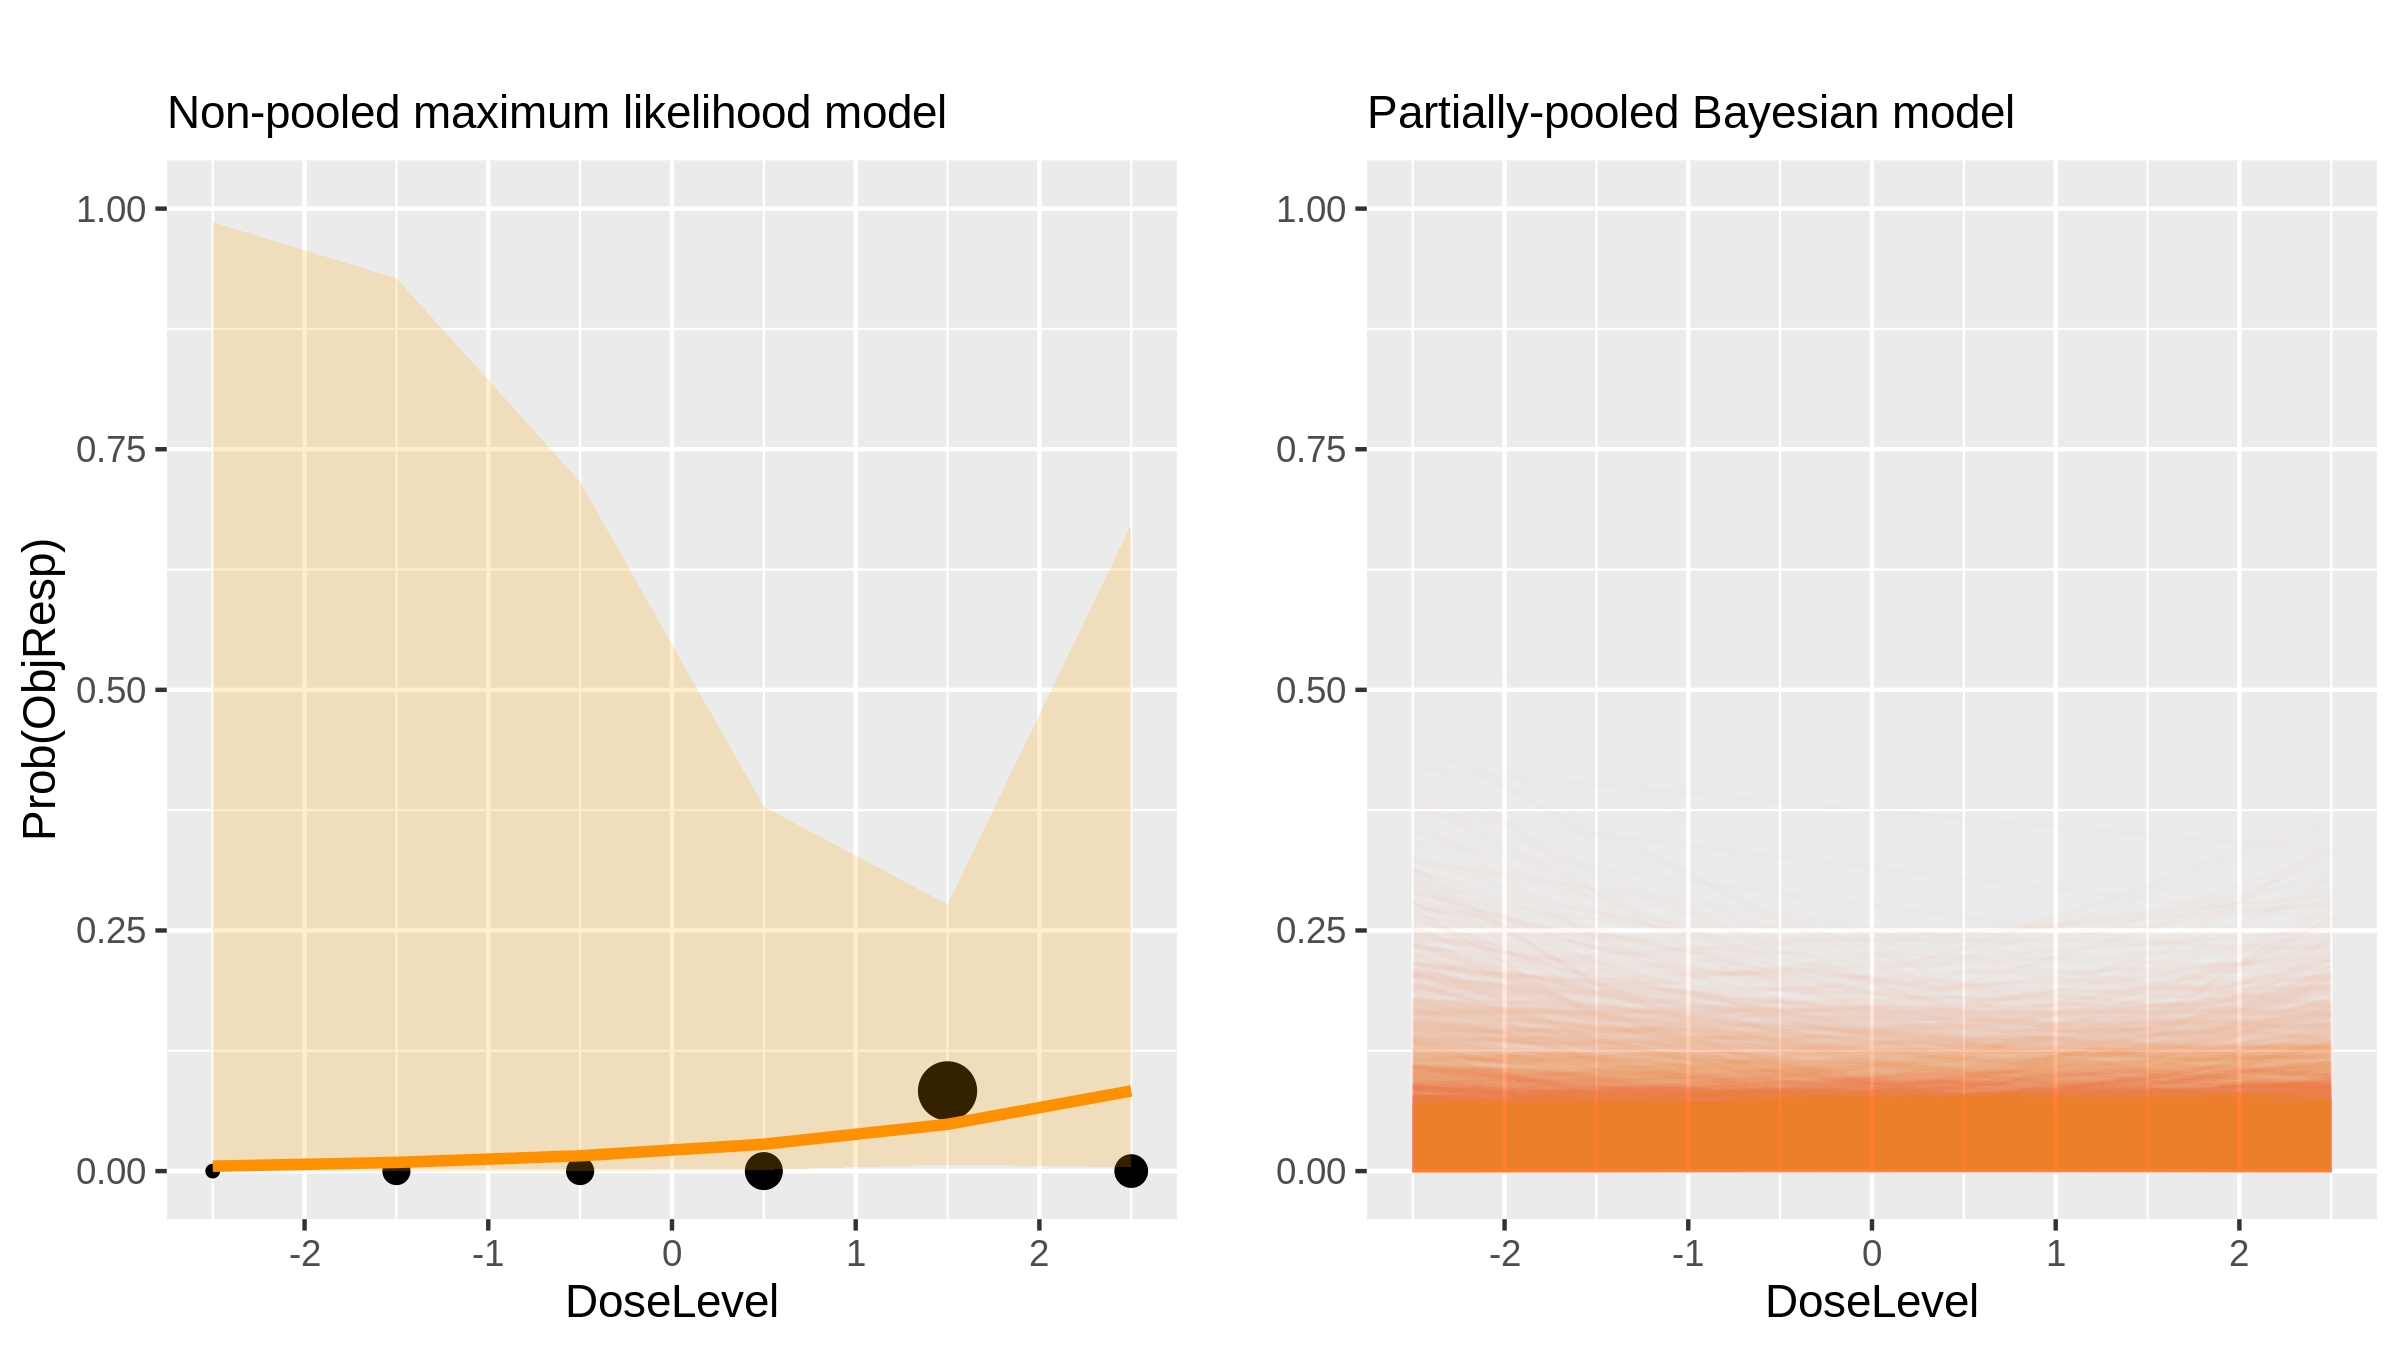 Non-pooled maximum likelihood model
Prob(ObjResp)
1.00
0.75
0.50
0.25
0.00
-2 -1 0 1 2
DoseLevel
Partially-pooled Bayesian model
1.00
0.75
0.50
0.25
0.00
-2 -1 0 1 2
DoseLevel